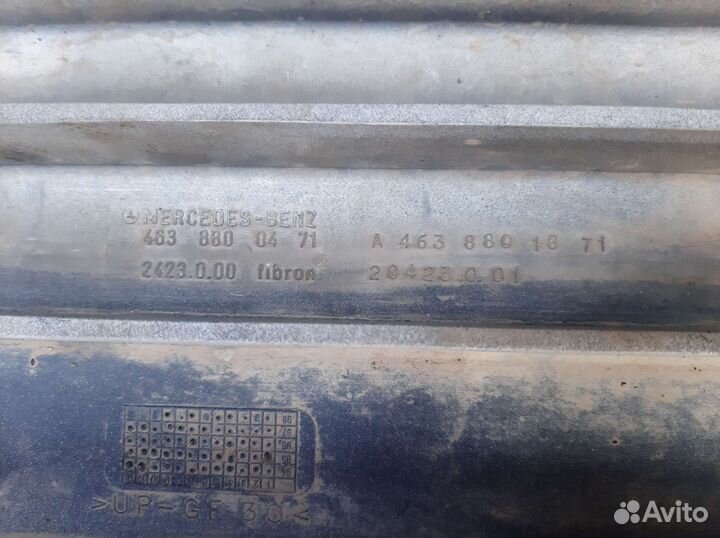 MERCEDES-BENZ
463 880 04 71 A 463 880 18 71
2423.0.00 fibron 20423.0.01
>UP-GF 30<
Avito